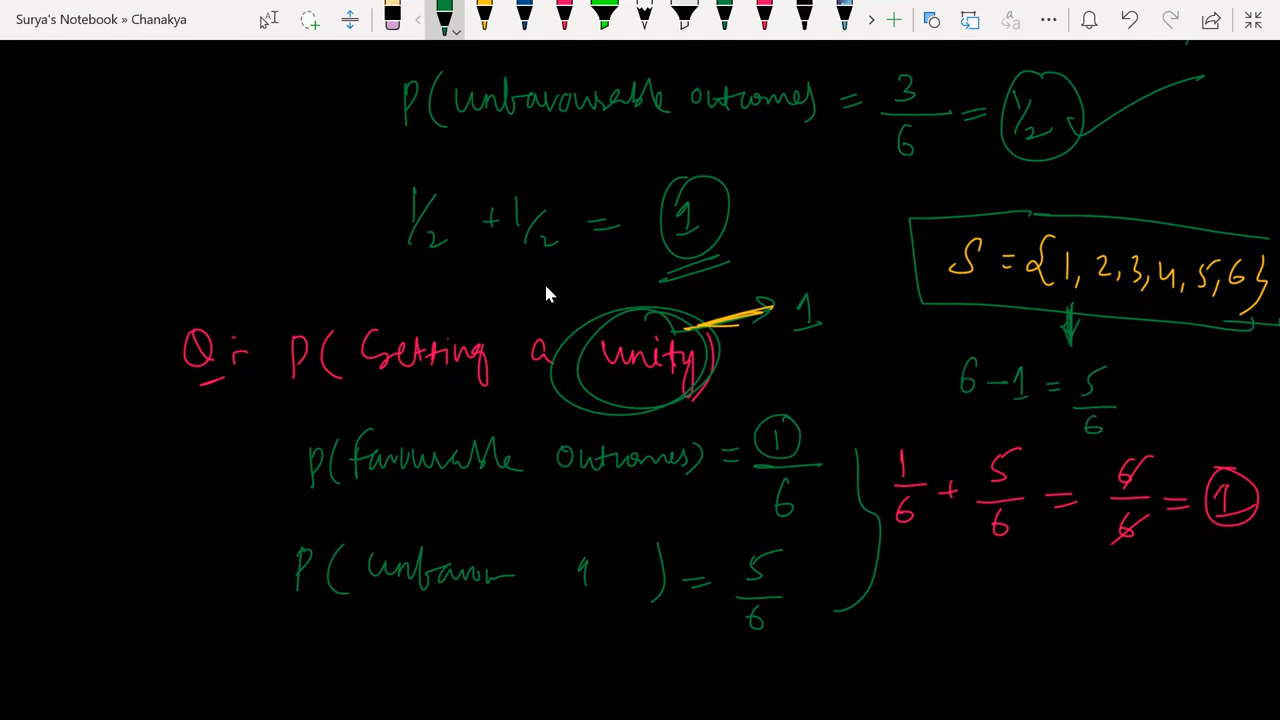 Surya's Notebook » Chanakya
P(unfavourable outcomes) = 3/6 = 1/2
1/2 + 1/2 = 1
S = {1, 2, 3, 4, 5, 6}
Q:- P(Getting a unity) → 1
6 - 1 = 5/6
P(favourable outcomes) = 1/6
1/6 + 5/6 = 6/6 = 1
P(unfavou " ) = 5/6